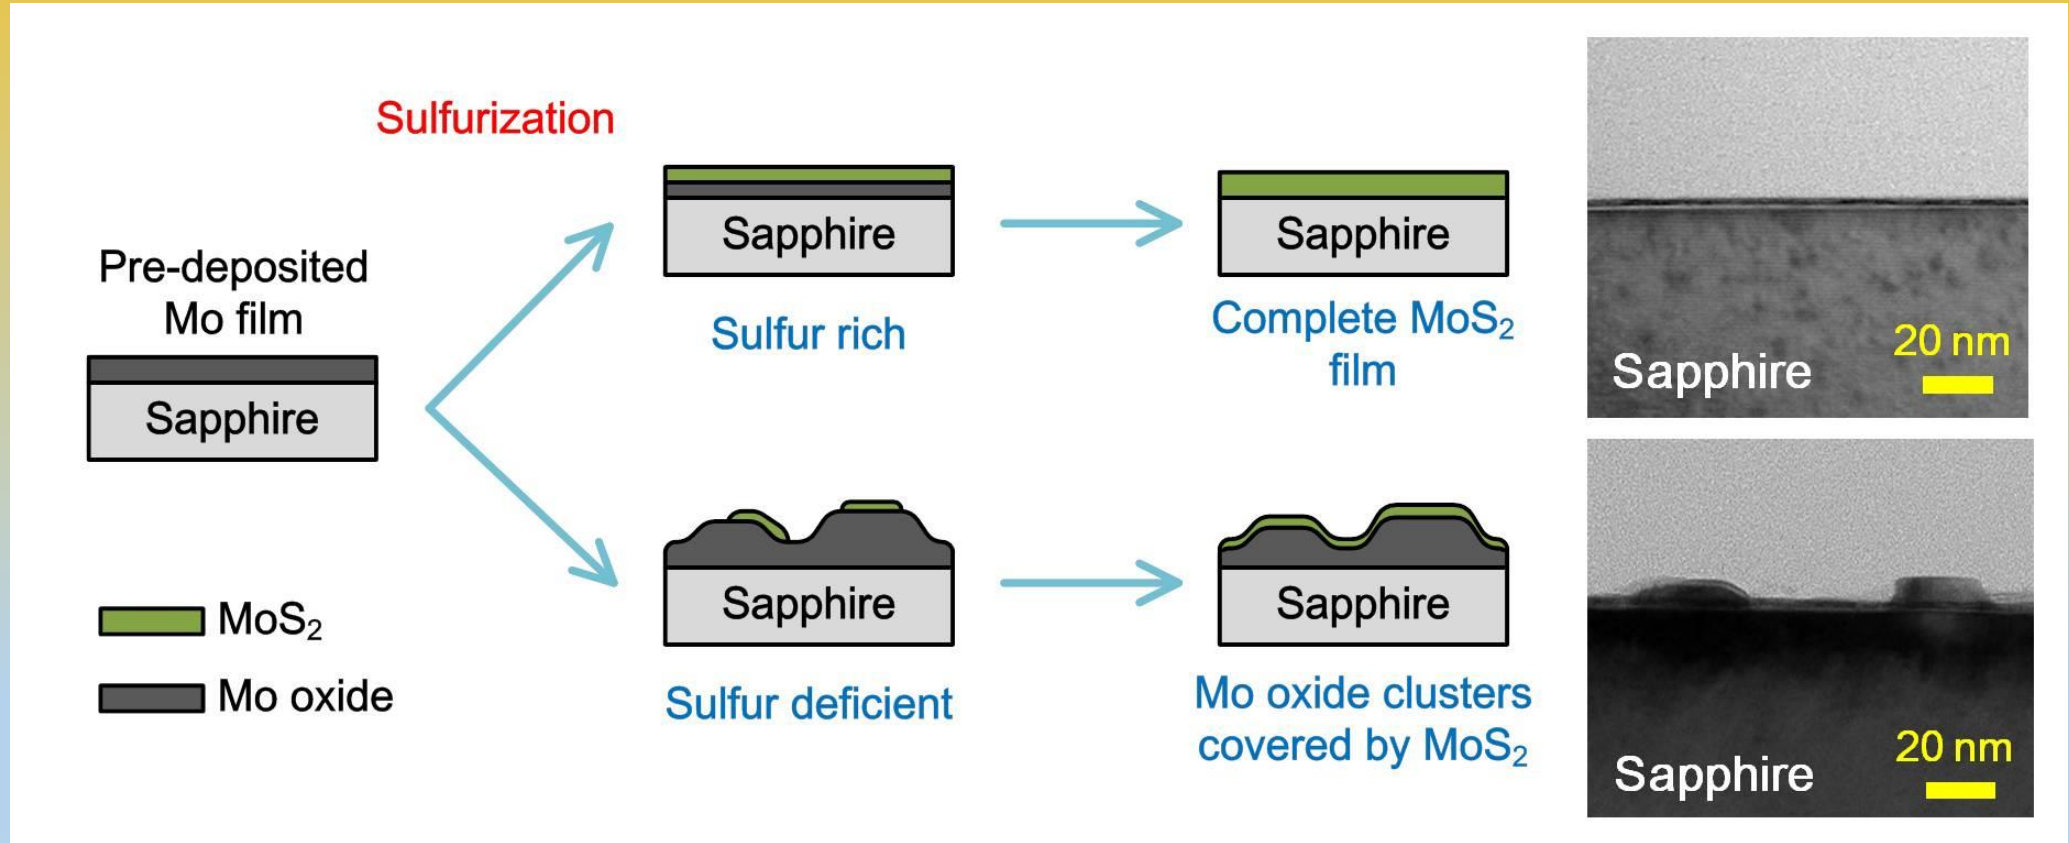 Sulfurization
Pre-deposited
Mo film
Sapphire
Sapphire
Sulfur rich
Sapphire
Complete MoS₂
film
Sapphire
20 nm
MoS₂
Mo oxide
Sapphire
Sulfur deficient
Sapphire
Mo oxide clusters
covered by MoS₂
Sapphire
20 nm